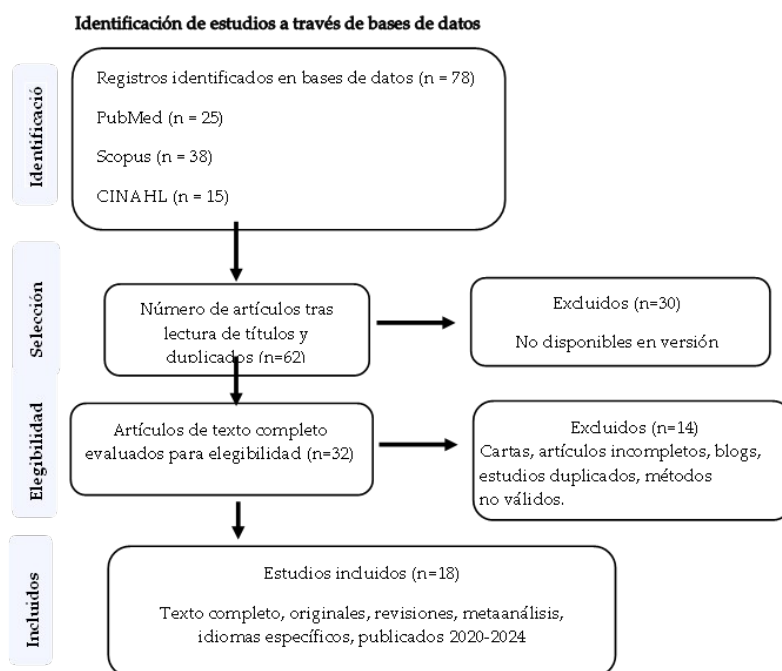 Identificación de estudios a través de bases de datos
Identificació
Registros identificados en bases de datos (n = 78)
PubMed (n = 25)
Scopus (n = 38)
CINAHL (n = 15)
Selección
Número de artículos tras
lectura de títulos y
duplicados (n=62)
Excluidos (n=30)
No disponibles en versión
Elegibilidad
Artículos de texto completo
evaluados para elegibilidad (n=32)
Excluidos (n=14)
Cartas, artículos incompletos, blogs,
estudios duplicados, métodos
no válidos.
Incluidos
Estudios incluidos (n=18)
Texto completo, originales, revisiones, metaanálisis,
idiomas específicos, publicados 2020-2024